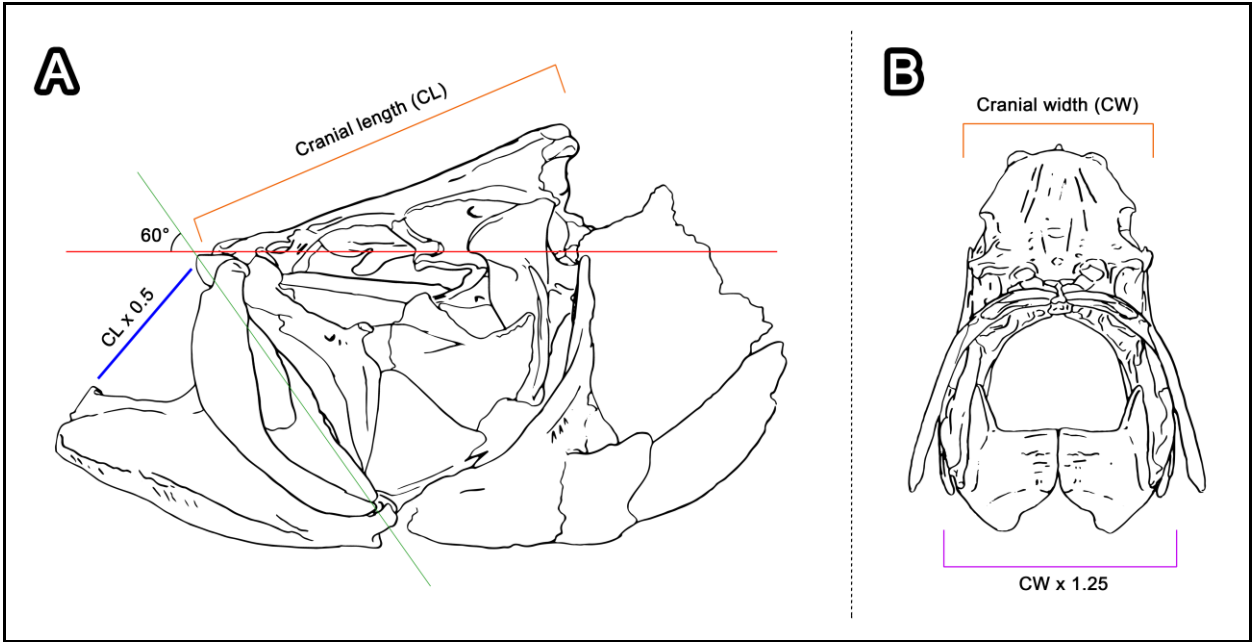 A
Cranial length (CL)
60°
CL x 0.5
B
Cranial width (CW)
CW x 1.25